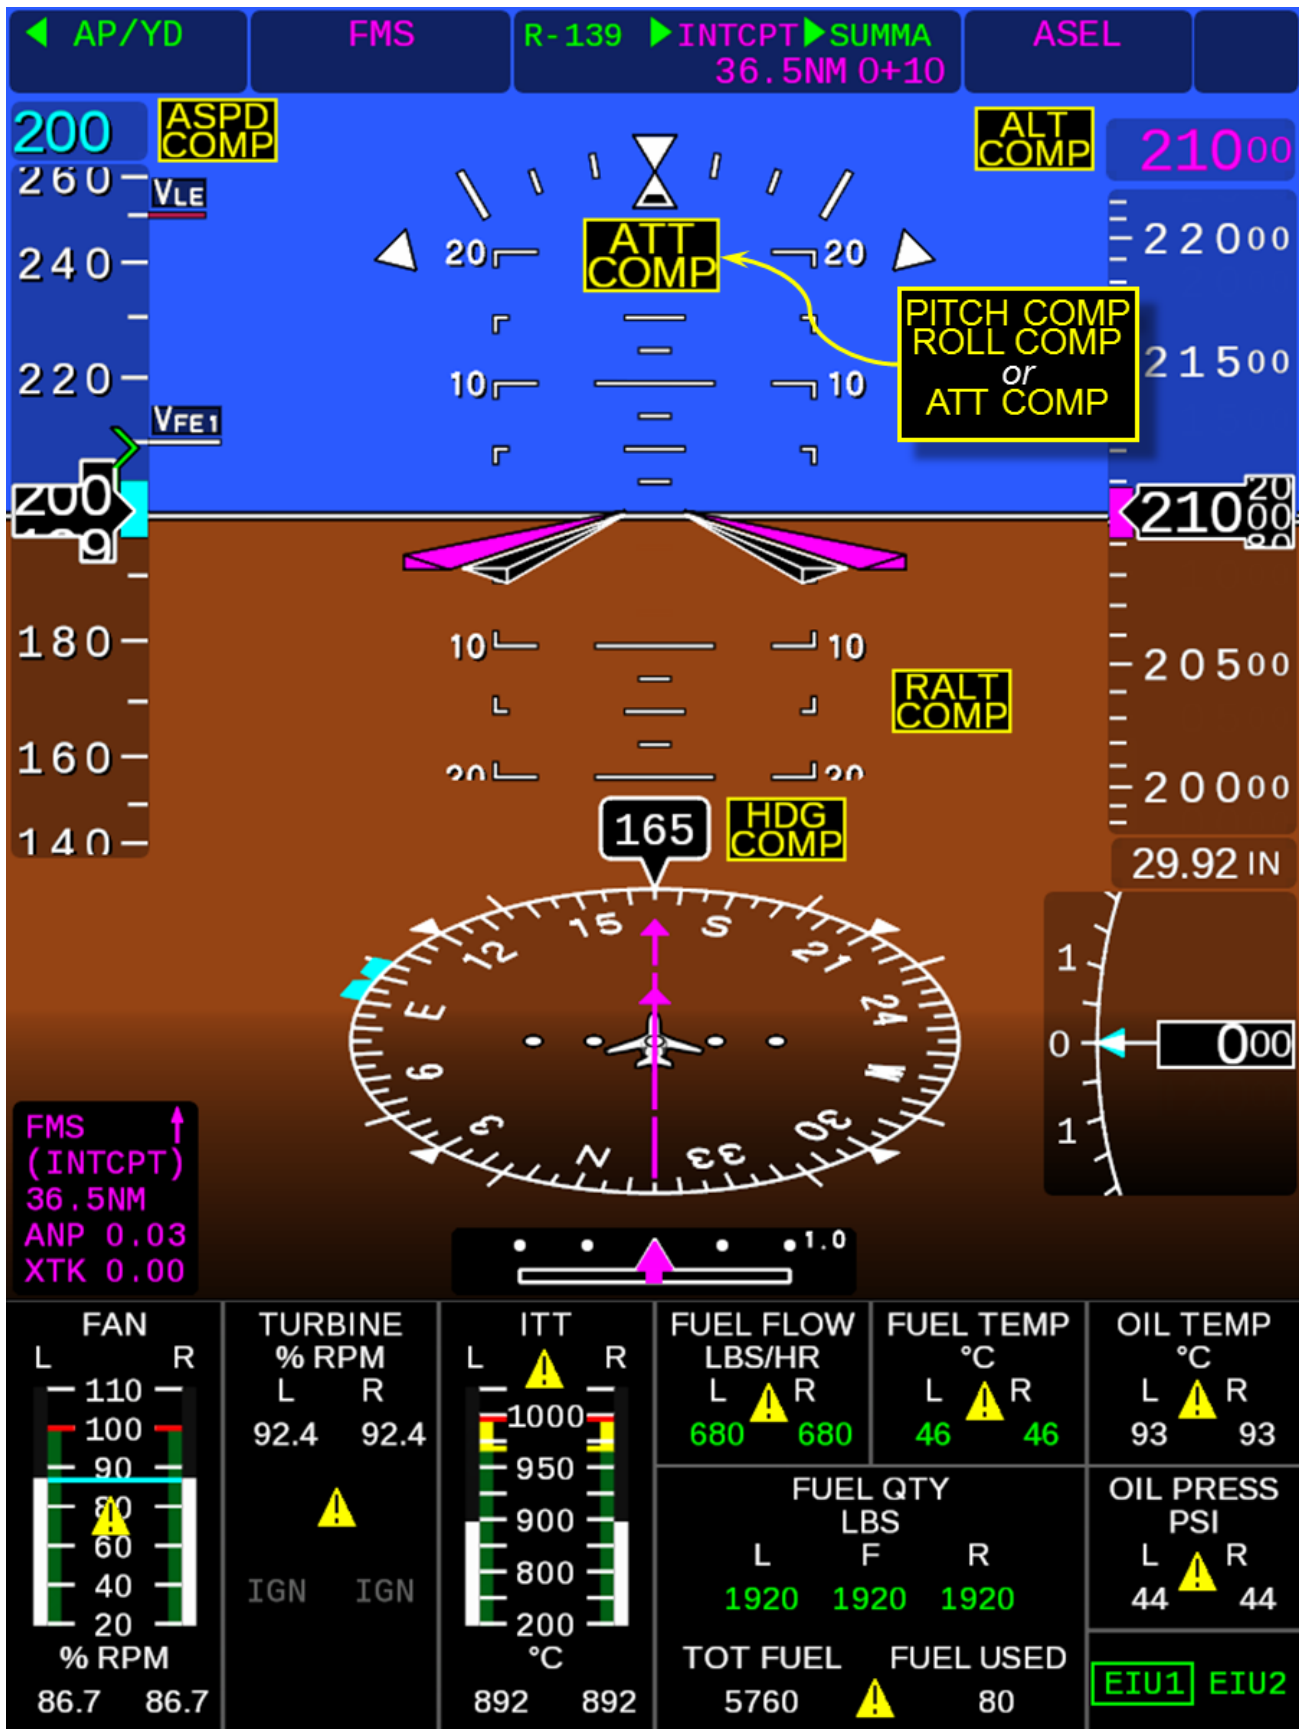 AP/YD
FMS
R-139 INTCPT SUMMA
36.5NM 0+10
ASEL
200
ASPD
COMP
ALT
COMP
21000
260
VLE
240
220
VFE1
200
9
180
160
140
ATT
COMP
20 20
10 10
10 10
20 20
PITCH COMP
ROLL COMP
or
ATT COMP
22000
21500
210
20
00
80
20500
20000
29.92 IN
RALT
COMP
165
HDG
COMP
12 15 S 21 24 W 30 33 N 3 6 E
1
0
000
1
FMS
(INTCPT)
36.5NM
ANP 0.03
XTK 0.00
1.0
FAN
L R
110
100
90
80
60
40
20
% RPM
86.7 86.7
TURBINE
% RPM
L R
92.4 92.4
IGN IGN
ITT
L R
1000
950
900
800
200
°C
892 892
FUEL FLOW
LBS/HR
L R
680 680
FUEL TEMP
°C
L R
46 46
OIL TEMP
°C
L R
93 93
FUEL QTY
LBS
L F R
1920 1920 1920
TOT FUEL FUEL USED
5760 80
OIL PRESS
PSI
L R
44 44
EIU1 EIU2